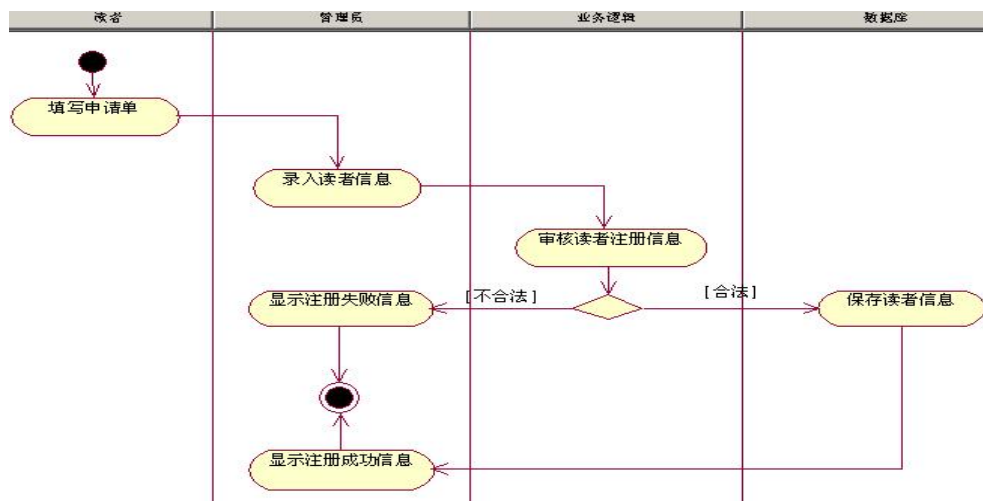 读者 管理员 业务逻辑 数据库
填写申请单
录入读者信息
审核读者注册信息
显示注册失败信息 [不合法] [合法] 保存读者信息
显示注册成功信息